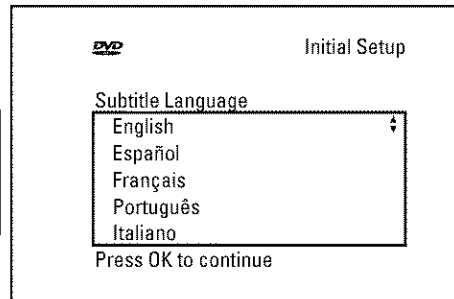 DVD
Initial Setup
Subtitle Language
English
Español
Français
Português
Italiano
Press OK to continue